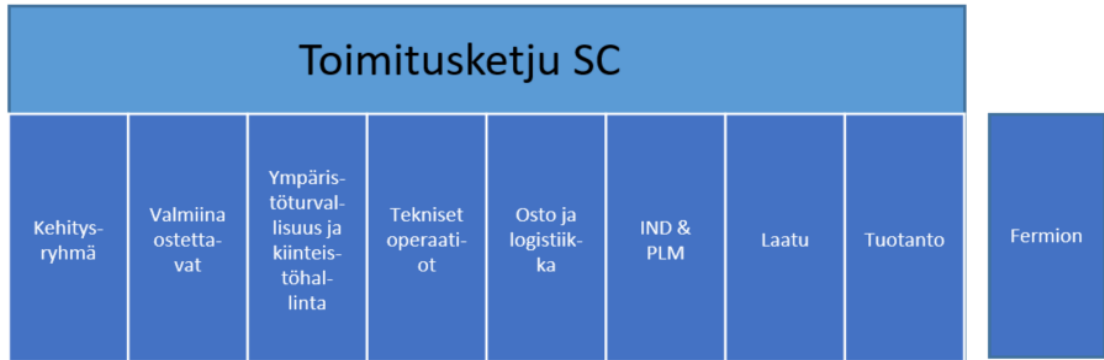 Toimitusketju SC
Kehitys-
ryhmä
Valmiina
ostetta-
vat
Ympäris-
töturval-
lisuus ja
kiinteis-
töhal-
linta
Tekniset
operaati-
ot
Osto ja
logistiik-
ka
IND &
PLM
Laatu
Tuotanto
Fermion